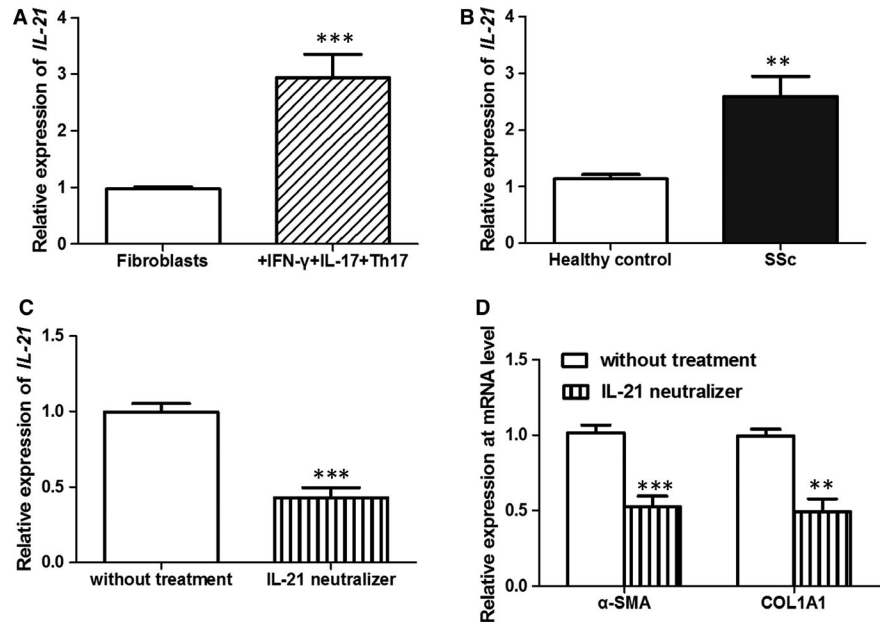 A
Relative expression of IL-21
4
3
2
1
0
***
Fibroblasts
+IFN-γ+IL-17+Th17
B
Relative expression of IL-21
4
3
2
1
0
**
Healthy control
SSc
C
Relative expression of IL-21
1.5
1.0
0.5
0.0
***
without treatment
IL-21 neutralizer
D
Relative expression at mRNA level
1.5
1.0
0.5
0.0
without treatment
IL-21 neutralizer
***
**
α-SMA
COL1A1